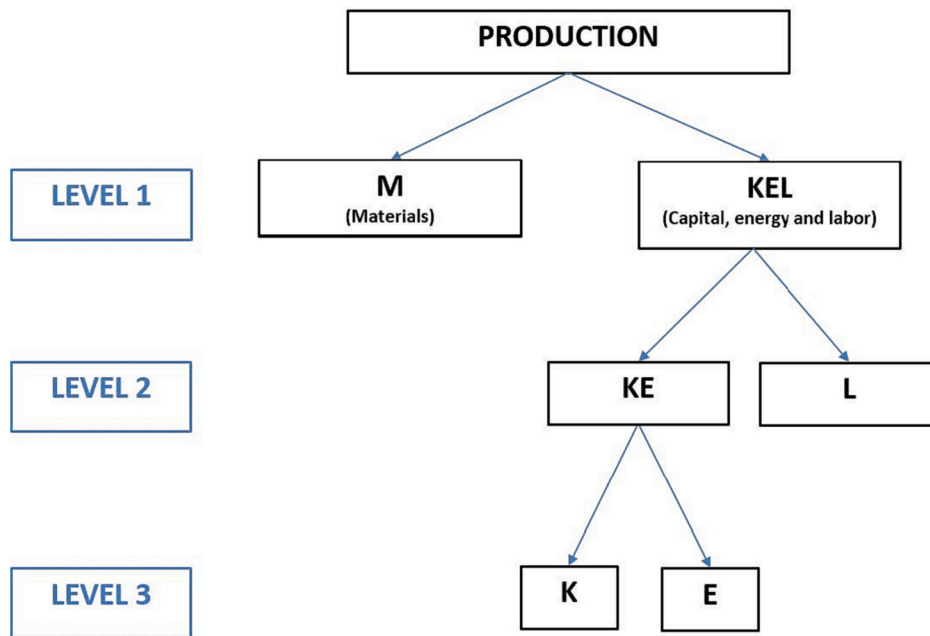 PRODUCTION
LEVEL 1
M
(Materials)
KEL
(Capital, energy and labor)
LEVEL 2
KE
L
LEVEL 3
K
E